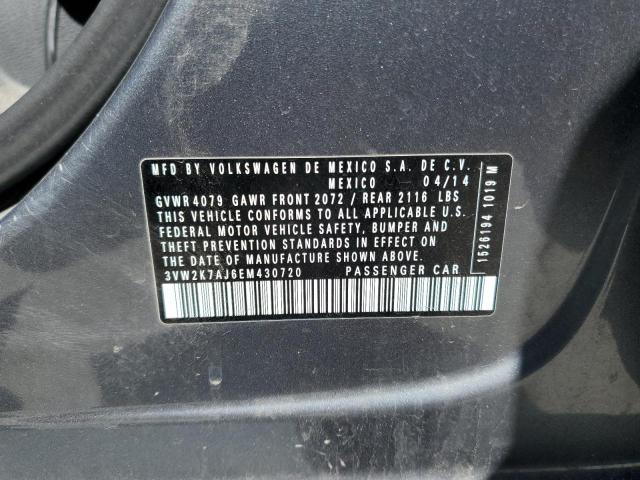 MFD BY VOLKSWAGEN DE MEXICO S.A. DE C.V.
MEXICO 04/14
GVWR 4079 GAWR FRONT 2072 / REAR 2116 LBS
THIS VEHICLE CONFORMS TO ALL APPLICABLE U.S.
FEDERAL MOTOR VEHICLE SAFETY, BUMPER AND
THEFT PREVENTION STANDARDS IN EFFECT ON
THE DATE OF MANUFACTURE SHOWN ABOVE.
3VW2K7AJ6EM430720 PASSENGER CAR
1526194 1019 M